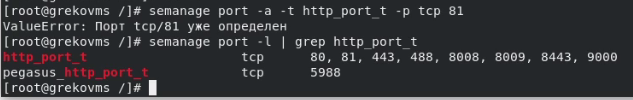 [root@grekovms /]# semanage port -a -t http_port_t -p tcp 81
ValueError: Порт tcp/81 уже определен
[root@grekovms /]# semanage port -l | grep http_port_t
http_port_t                    tcp      80, 81, 443, 488, 8008, 8009, 8443, 9000
pegasus_http_port_t            tcp      5988
[root@grekovms /]#